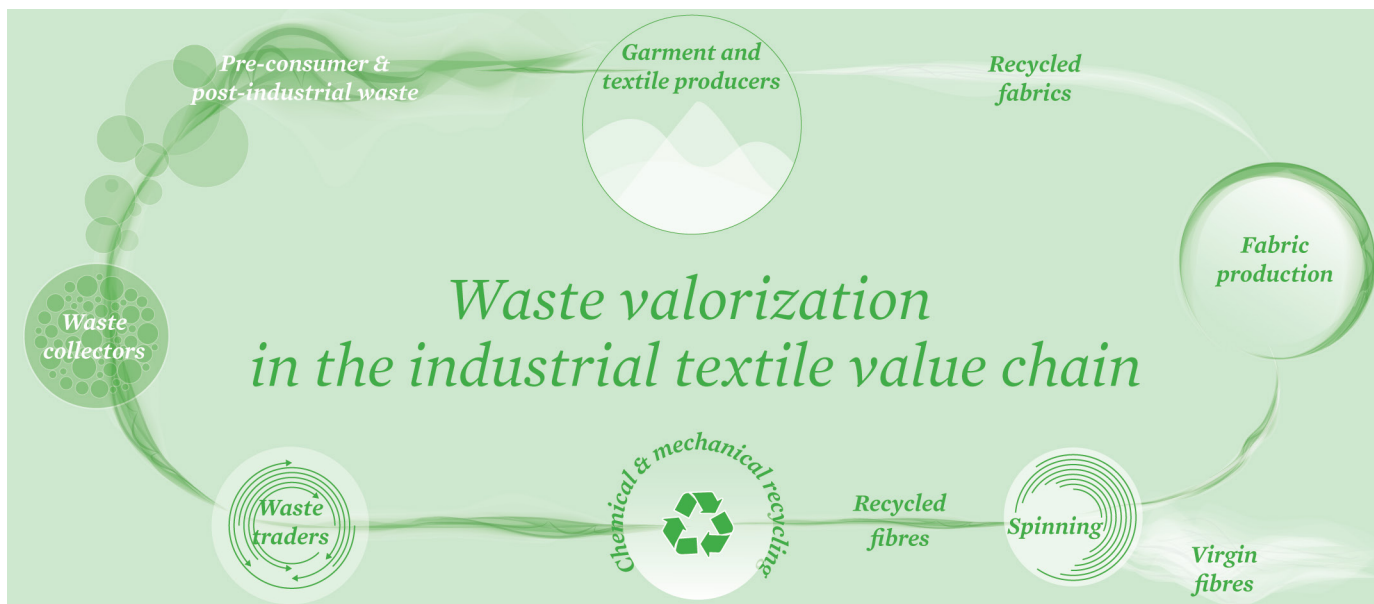 Pre-consumer &
post-industrial waste
Garment and
textile producers
Recycled
fabrics
Fabric
production
Waste valorization
in the industrial textile value chain
Waste
collectors
Waste
traders
Chemical & mechanical recycling
Recycled
fibres
Spinning
Virgin
fibres